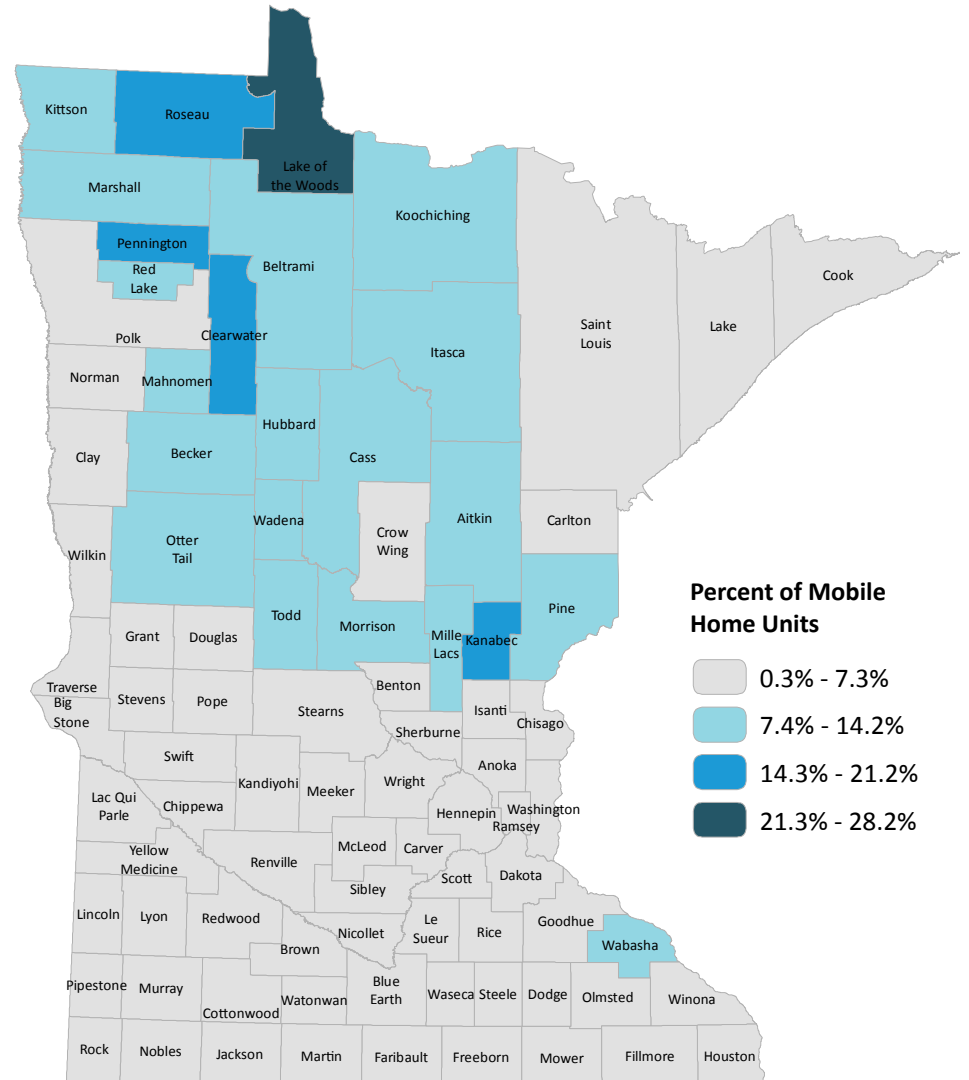 Kittson
Roseau
Lake of
the Woods
Marshall
Koochiching
Pennington
Red
Lake
Beltrami
Cook
Saint
Louis
Lake
Polk
Clearwater
Itasca
Norman
Mahnomen
Hubbard
Clay
Becker
Cass
Wadena
Aitkin
Carlton
Crow
Wing
Wilkin
Otter
Tail
Todd
Morrison
Mille
Lacs
Kanabec
Pine
Percent of Mobile
Home Units
0.3% - 7.3%
7.4% - 14.2%
14.3% - 21.2%
21.3% - 28.2%
Grant
Douglas
Traverse
Big
Stone
Stevens
Pope
Stearns
Benton
Isanti
Chisago
Sherburne
Swift
Kandiyohi
Meeker
Wright
Anoka
Lac Qui
Parle
Chippewa
Hennepin
Washington
Ramsey
Yellow
Medicine
Renville
McLeod
Carver
Scott
Dakota
Sibley
Lincoln
Lyon
Redwood
Nicollet
Le
Sueur
Rice
Goodhue
Wabasha
Brown
Pipestone
Murray
Cottonwood
Watonwan
Blue
Earth
Waseca
Steele
Dodge
Olmsted
Winona
Rock
Nobles
Jackson
Martin
Faribault
Freeborn
Mower
Fillmore
Houston